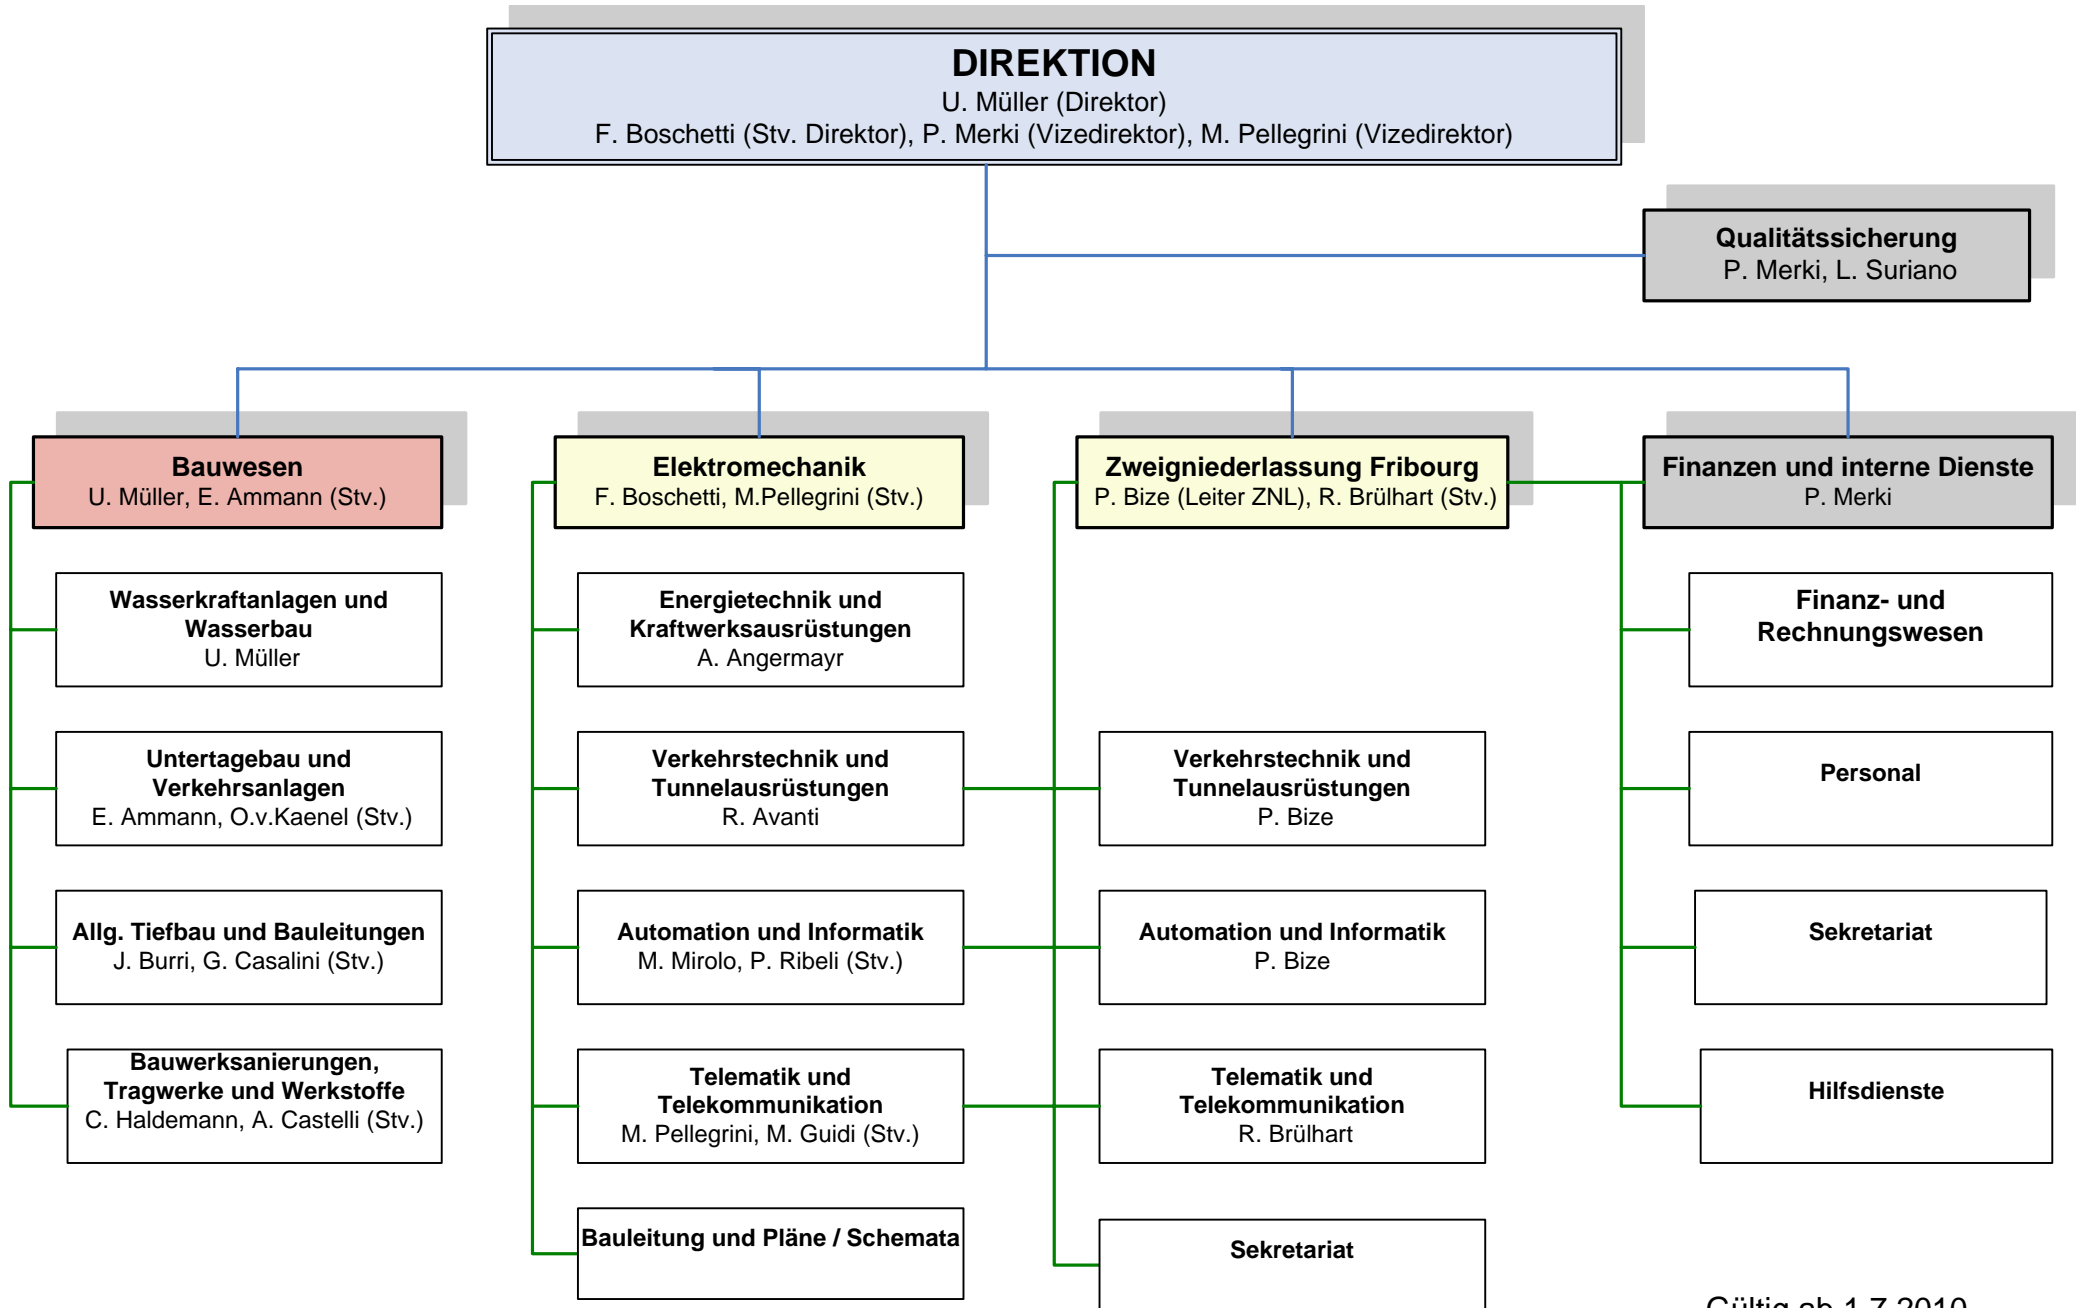 DIREKTION
U. Müller (Direktor)
F. Boschetti (Stv. Direktor), P. Merki (Vizedirektor), M. Pellegrini (Vizedirektor)
Qualitätssicherung
P. Merki, L. Suriano
Bauwesen
U. Müller, E. Ammann (Stv.)
Elektromechanik
F. Boschetti, M.Pellegrini (Stv.)
Zweigniederlassung Fribourg
P. Bize (Leiter ZNL), R. Brülhart (Stv.)
Finanzen und interne Dienste
P. Merki
Wasserkraftanlagen und
Wasserbau
U. Müller
Energietechnik und
Kraftwerksausrüstungen
A. Angermayr
Finanz- und
Rechnungswesen
Untertagebau und
Verkehrsanlagen
E. Ammann, O.v.Kaenel (Stv.)
Verkehrstechnik und
Tunnelausrüstungen
R. Avanti
Verkehrstechnik und
Tunnelausrüstungen
P. Bize
Personal
Allg. Tiefbau und Bauleitungen
J. Burri, G. Casalini (Stv.)
Automation und Informatik
M. Mirolo, P. Ribeli (Stv.)
Automation und Informatik
P. Bize
Sekretariat
Bauwerksanierungen,
Tragwerke und Werkstoffe
C. Haldemann, A. Castelli (Stv.)
Telematik und
Telekommunikation
M. Pellegrini, M. Guidi (Stv.)
Telematik und
Telekommunikation
R. Brülhart
Hilfsdienste
Bauleitung und Pläne / Schemata
Sekretariat
Gültig ab 1.7.2010